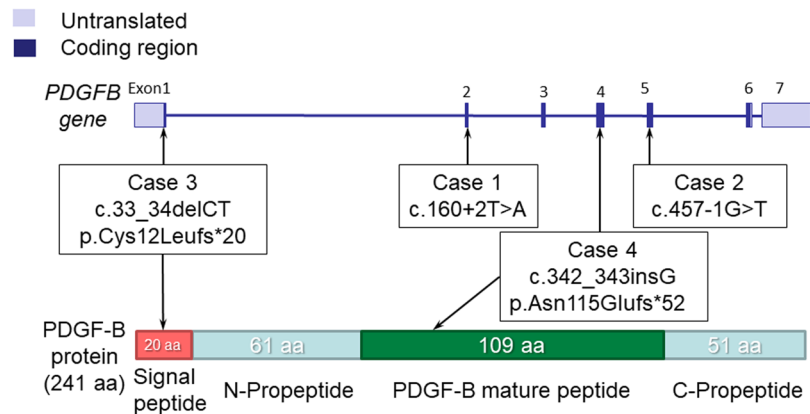 Untranslated
Coding region
PDGFB
gene
Exon1
2
3
4
5
6
7
Case 3
c.33_34delCT
p.Cys12Leufs*20
Case 1
c.160+2T>A
Case 2
c.457-1G>T
Case 4
c.342_343insG
p.Asn115Glufs*52
PDGF-B
protein
(241 aa)
20 aa
61 aa
109 aa
51 aa
Signal
peptide
N-Propeptide
PDGF-B mature peptide
C-Propeptide